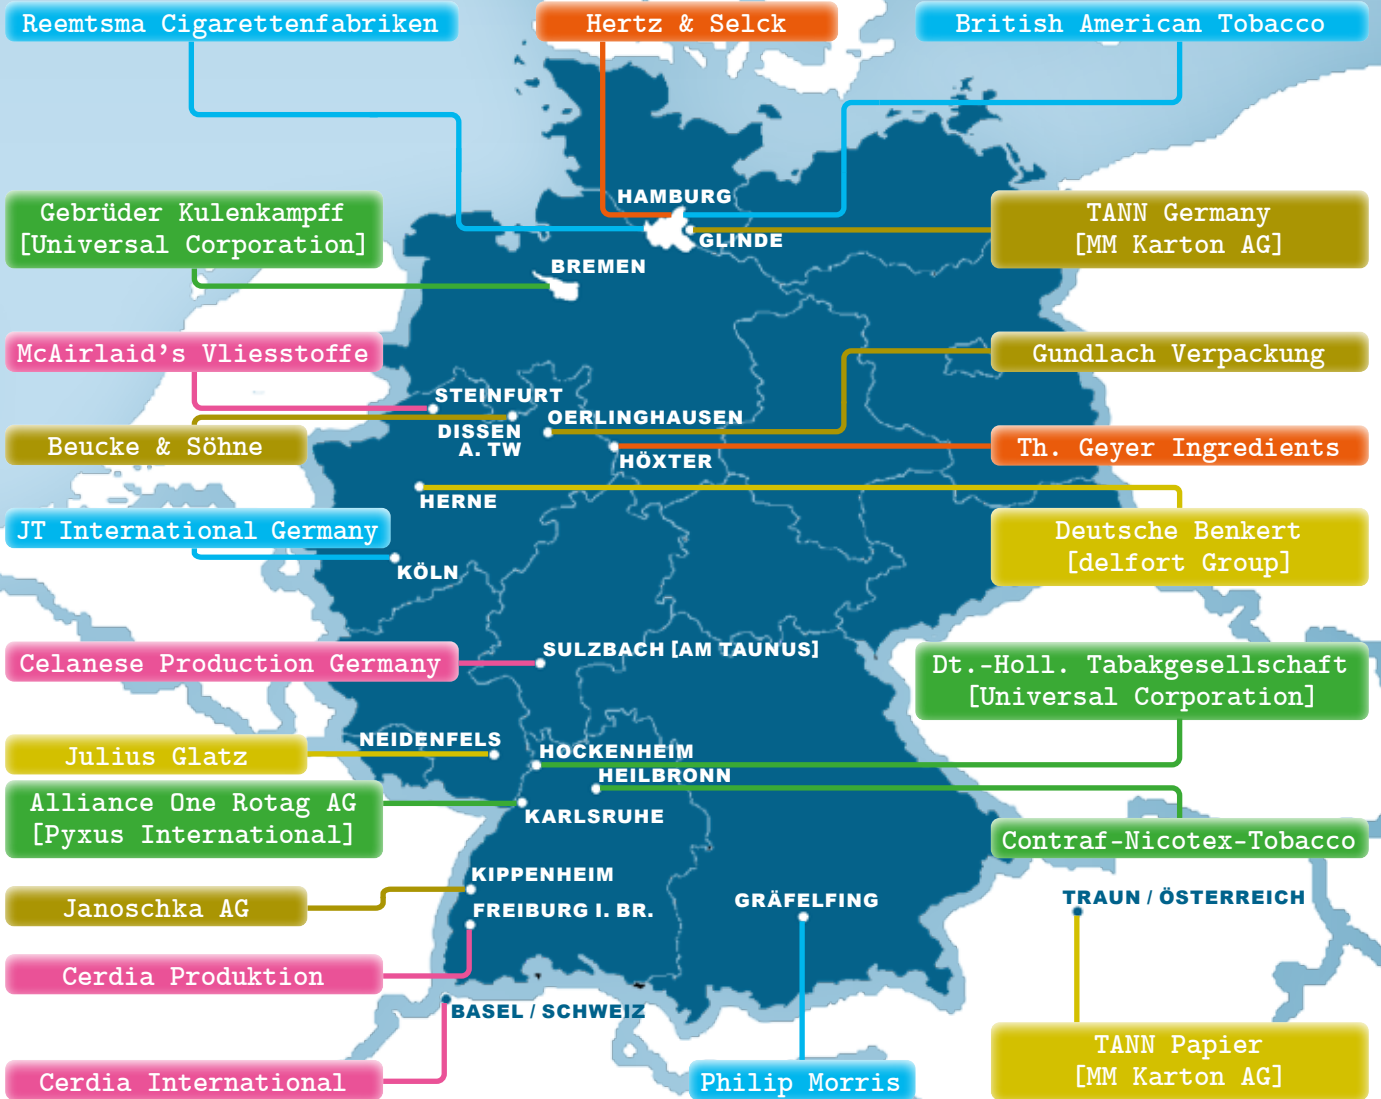 Reemtsma Cigarettenfabriken
Hertz & Selck
British American Tobacco
HAMBURG
Gebrüder Kulenkampff
[Universal Corporation]
TANN Germany
[MM Karton AG]
GLINDE
BREMEN
McAirlaid's Vliesstoffe
Gundlach Verpackung
STEINFURT
OERLINGHAUSEN
DISSEN
A. TW
Beucke & Söhne
Th. Geyer Ingredients
HÖXTER
HERNE
JT International Germany
Deutsche Benkert
[delfort Group]
KÖLN
SULZBACH [AM TAUNUS]
Celanese Production Germany
Dt.-Holl. Tabakgesellschaft
[Universal Corporation]
NEIDENFELS
HOCKENHEIM
Julius Glatz
HEILBRONN
Alliance One Rotag AG
[Pyxus International]
KARLSRUHE
Contraf-Nicotex-Tobacco
KIPPENHEIM
Janoschka AG
FREIBURG I. BR.
GRÄFELFING
TRAUN / ÖSTERREICH
Cerdia Produktion
BASEL / SCHWEIZ
TANN Papier
[MM Karton AG]
Cerdia International
Philip Morris